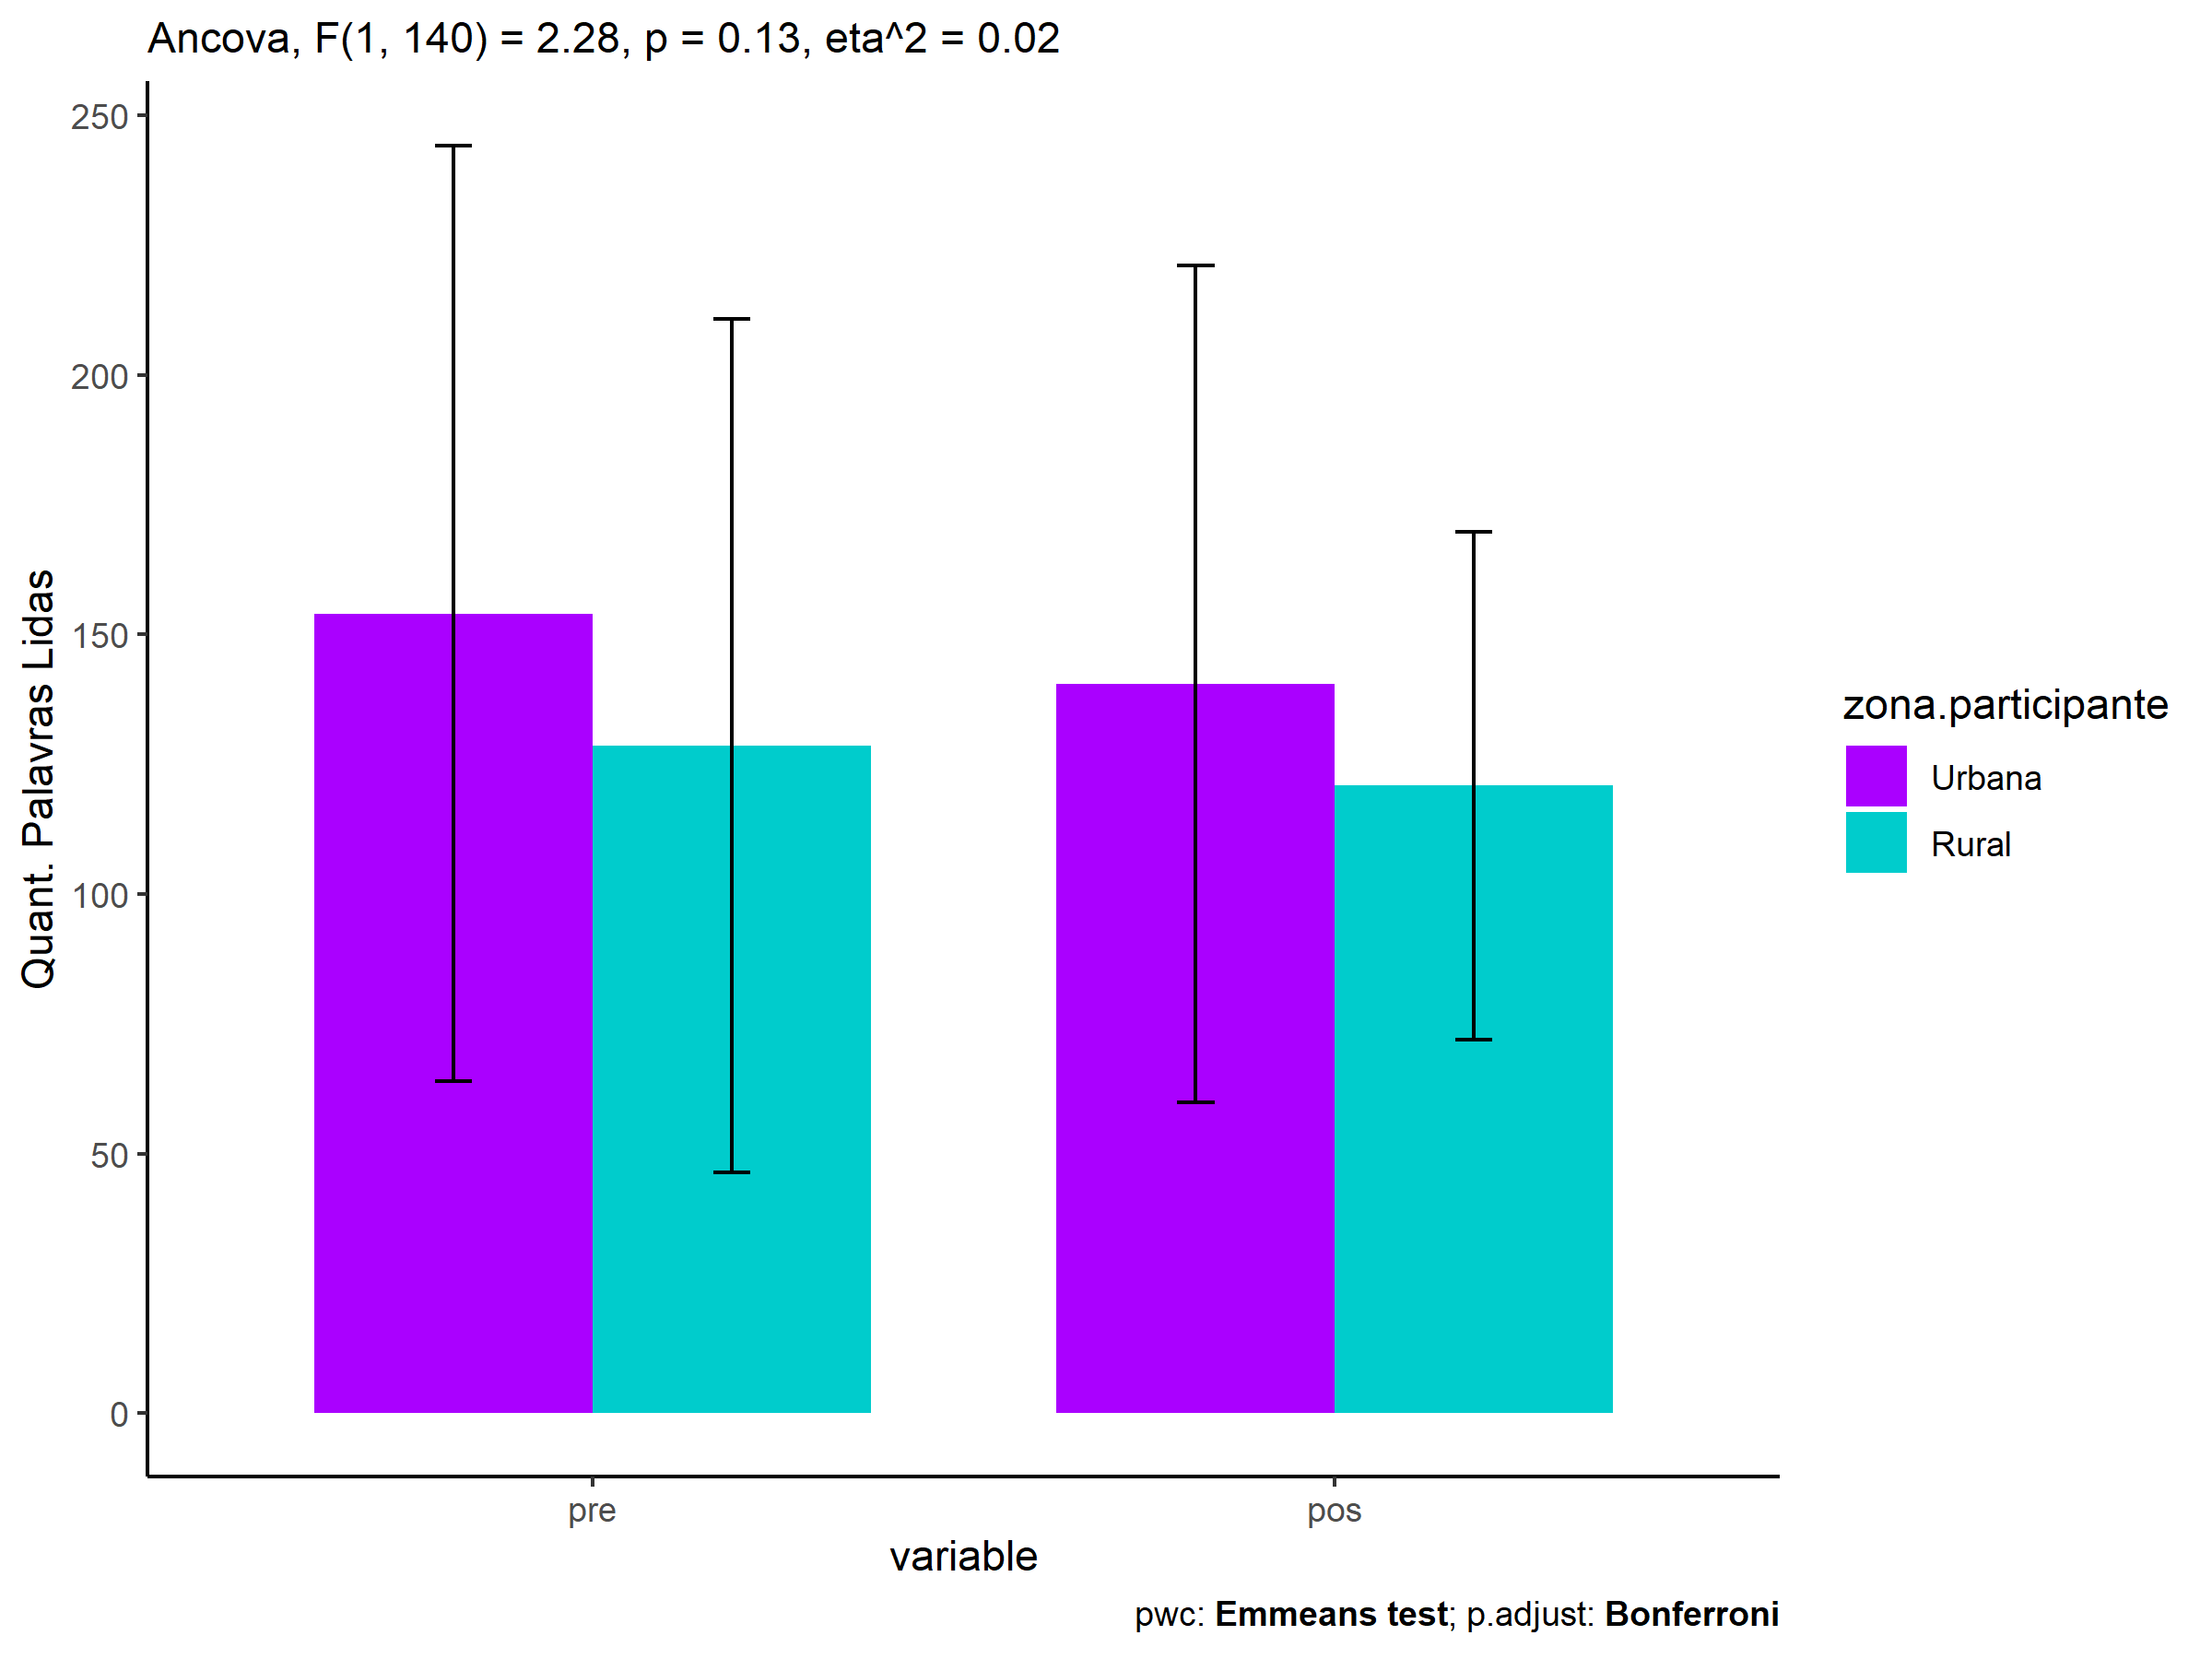 Ancova, F(1, 140) = 2.28, p = 0.13, eta^2 = 0.02
Quant. Palavras Lidas
250
200
150
100
50
0
pre
pos
variable
zona.participante
Urbana
Rural
pwc: Emmeans test; p.adjust: Bonferroni